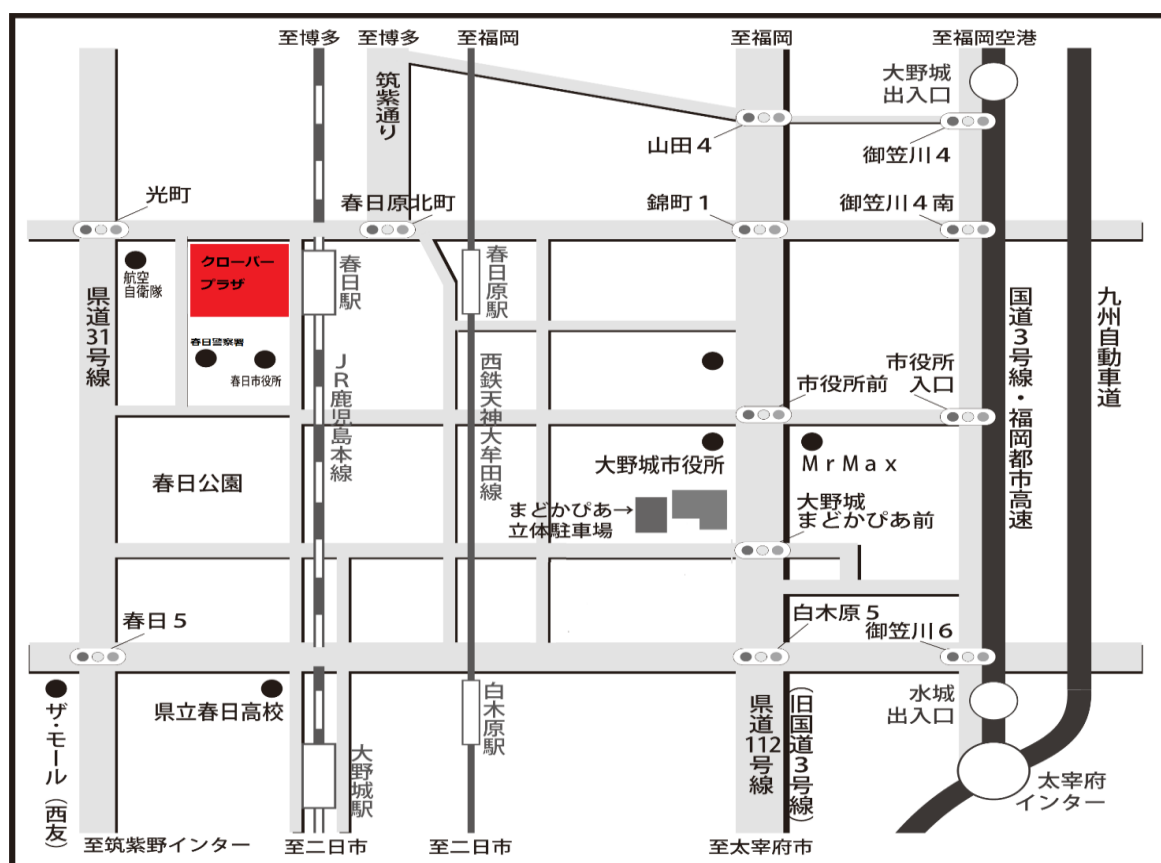 至博多
至博多
至福岡
至福岡
至福岡空港
筑紫通り
大野城
出入口
山田4
御笠川4
光町
春日原北町
錦町1
御笠川4南
クローバー
プラザ
航空
自衛隊
春日駅
春日原駅
県道31号線
国道3号線・福岡都市高速
九州自動車道
春日警察署
春日市役所
JR鹿児島本線
西鉄天神大牟田線
市役所前
市役所
入口
春日公園
大野城市役所
MrMax
まどかぴあ→
立体駐車場
大野城
まどかぴあ前
春日5
白木原5
御笠川6
県立春日高校
白木原駅
水城
出入口
ザ・モール(西友)
大野城駅
県道112号線
(旧国道3号線)
太宰府
インター
至筑紫野インター
至二日市
至二日市
至太宰府市